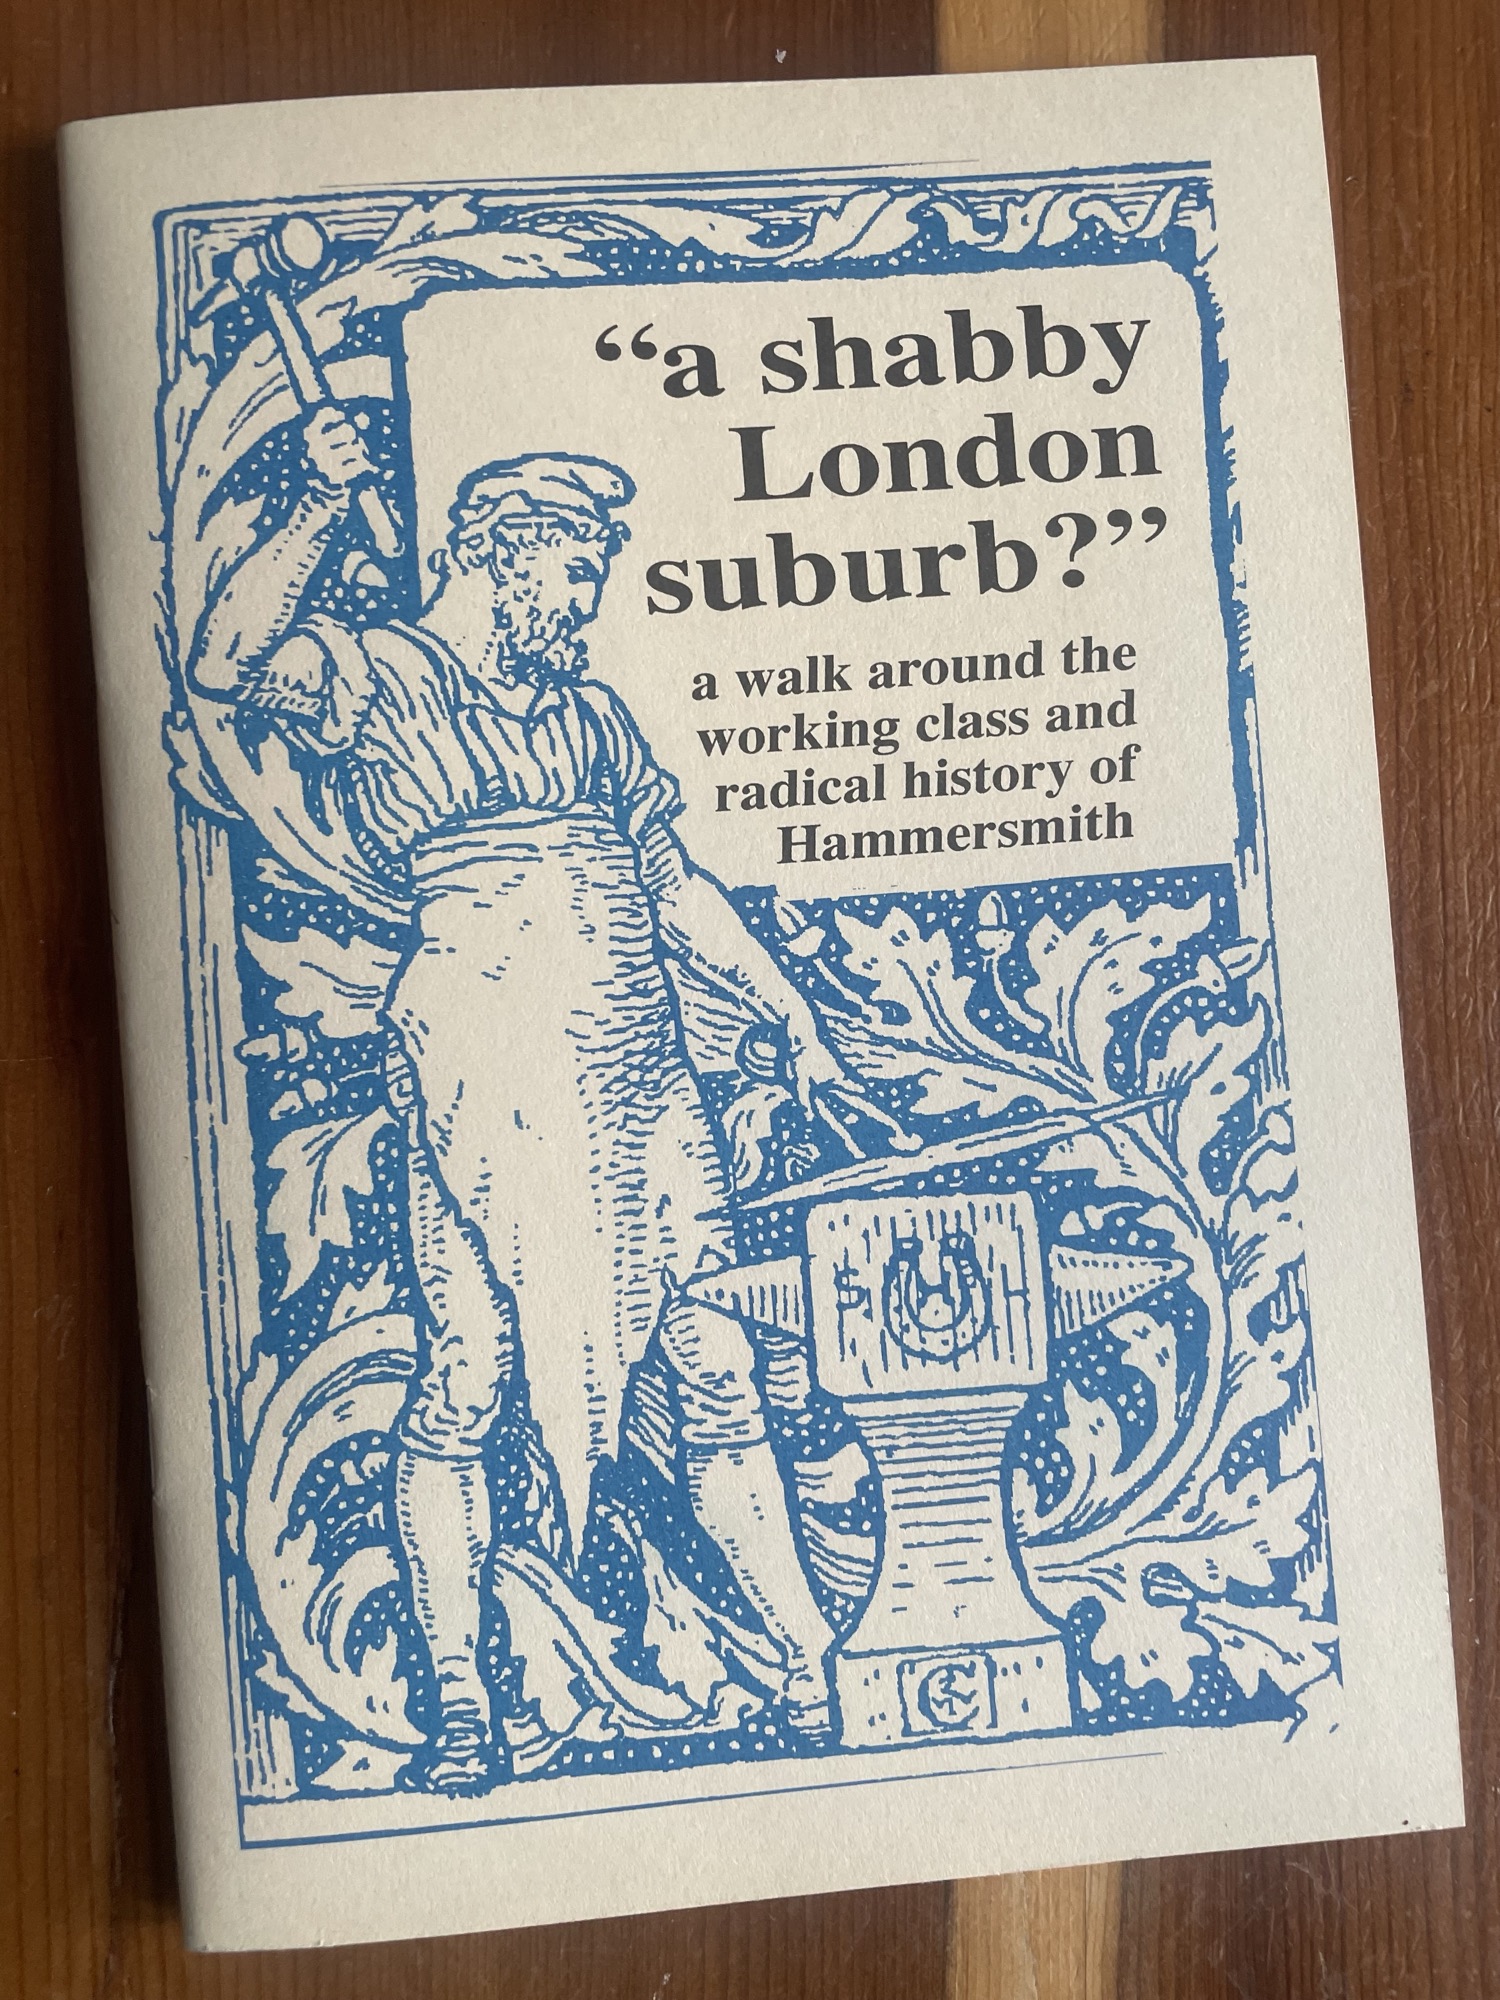 “a shabby
London
suburb?”
a walk around the
working class and
radical history of
Hammersmith
S H